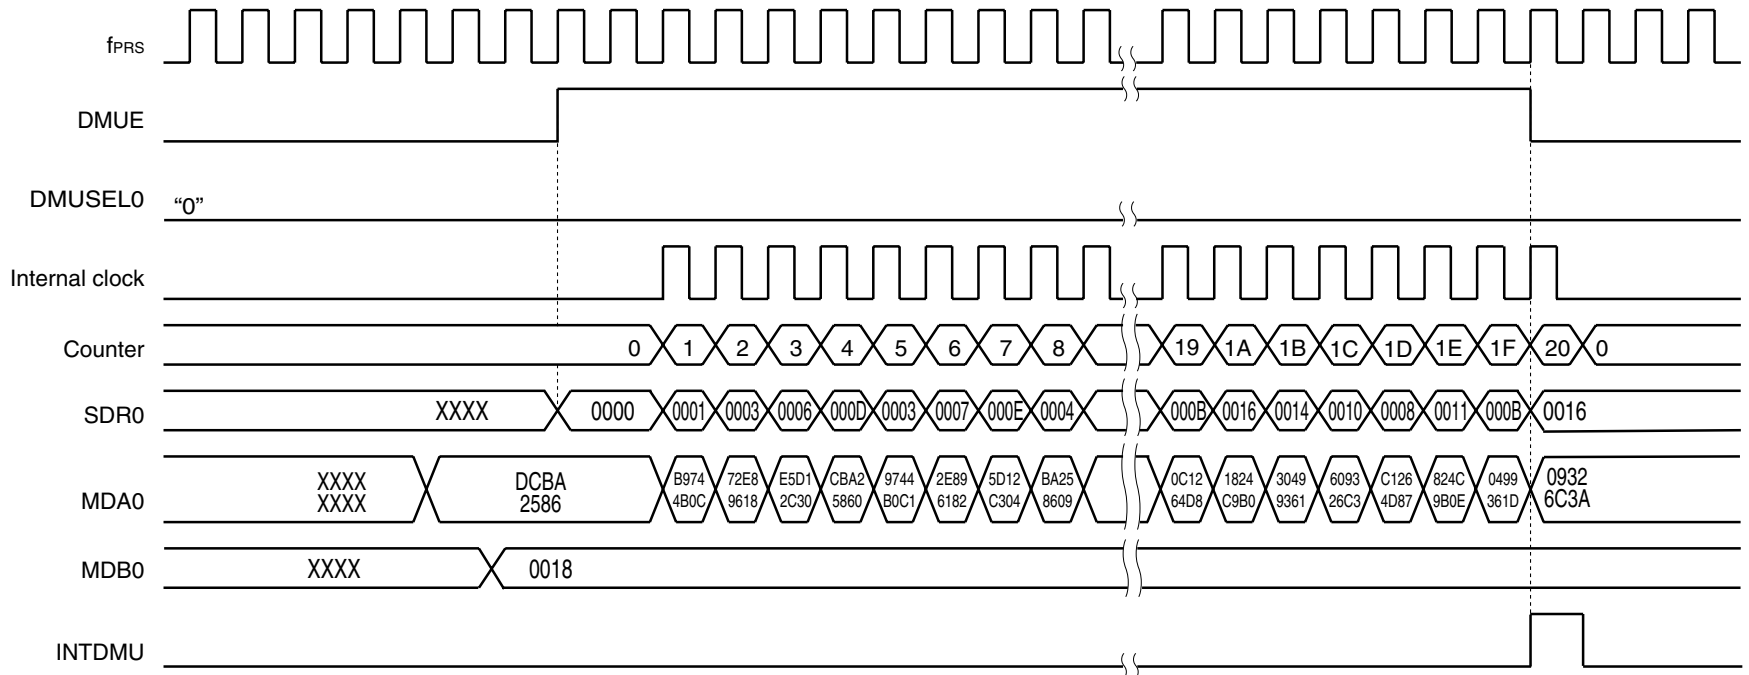 fPRS
DMUE
DMUSEL0 “0”
Internal clock
Counter 0 1 2 3 4 5 6 7 8 19 1A 1B 1C 1D 1E 1F 20 0
SDR0 XXXX 0000 0001 0003 0006 000D 0003 0007 000E 0004 000B 0016 0014 0010 0008 0011 000B 0016
XXXX DCBA B974 72E8 E5D1 CBA2 9744 2E89 5D12 BA25 0C12 1824 3049 6093 C126 824C 0499 0932
MDA0 XXXX 2586 4B0C 9618 2C30 5860 B0C1 6182 C304 8609 64D8 C9B0 9361 26C3 4D87 9B0E 361D 6C3A
MDB0 XXXX 0018
INTDMU